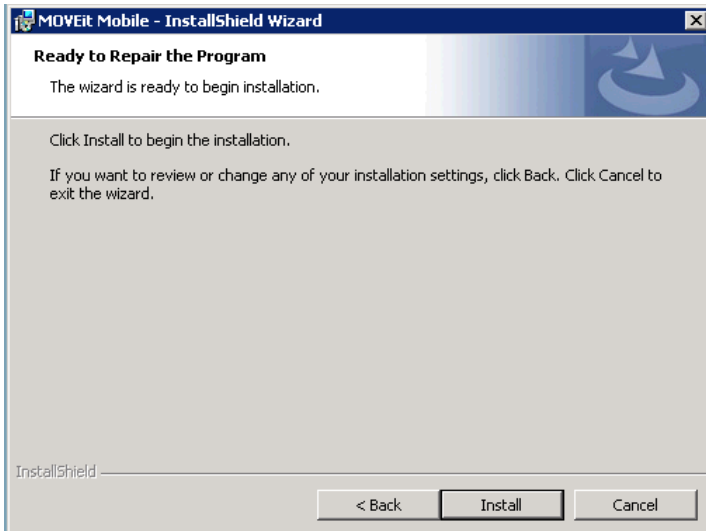 MOVEit Mobile - InstallShield Wizard
Ready to Repair the Program
The wizard is ready to begin installation.
Click Install to begin the installation.
If you want to review or change any of your installation settings, click Back. Click Cancel to
exit the wizard.
InstallShield
< Back Install Cancel